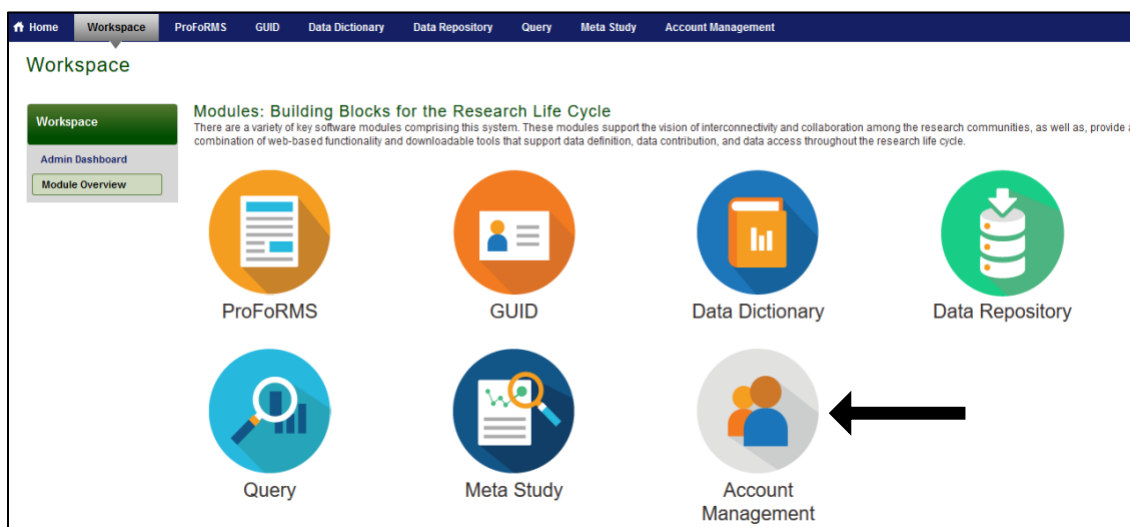 Home Workspace ProFoRMS GUID Data Dictionary Data Repository Query Meta Study Account Management
Workspace
Workspace
Admin Dashboard
Module Overview
Modules: Building Blocks for the Research Life Cycle
There are a variety of key software modules comprising this system. These modules support the vision of interconnectivity and collaboration among the research communities, as well as, provide a
combination of web-based functionality and downloadable tools that support data definition, data contribution, and data access throughout the research life cycle.
ProFoRMS GUID Data Dictionary Data Repository
Query Meta Study Account
Management